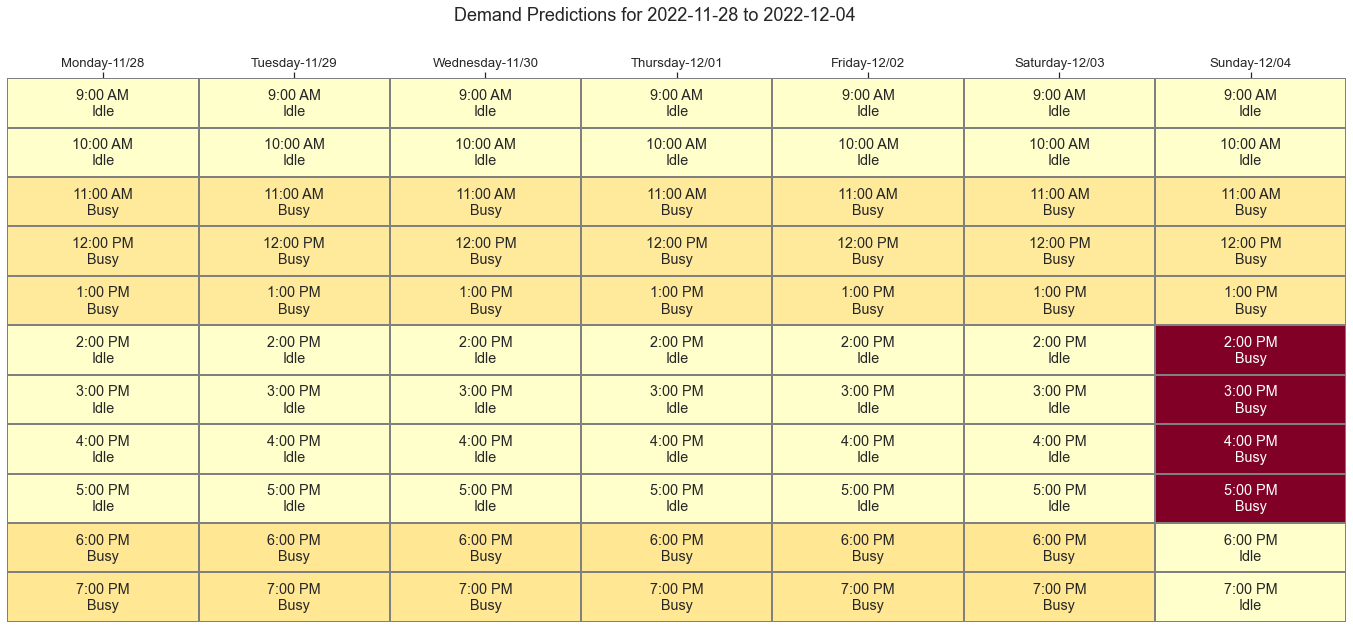 Demand Predictions for 2022-11-28 to 2022-12-04
Monday-11/28 Tuesday-11/29 Wednesday-11/30 Thursday-12/01 Friday-12/02 Saturday-12/03 Sunday-12/04
9:00 AM 9:00 AM 9:00 AM 9:00 AM 9:00 AM 9:00 AM 9:00 AM
Idle Idle Idle Idle Idle Idle Idle
10:00 AM 10:00 AM 10:00 AM 10:00 AM 10:00 AM 10:00 AM 10:00 AM
Idle Idle Idle Idle Idle Idle Idle
11:00 AM 11:00 AM 11:00 AM 11:00 AM 11:00 AM 11:00 AM 11:00 AM
Busy Busy Busy Busy Busy Busy Busy
12:00 PM 12:00 PM 12:00 PM 12:00 PM 12:00 PM 12:00 PM 12:00 PM
Busy Busy Busy Busy Busy Busy Busy
1:00 PM 1:00 PM 1:00 PM 1:00 PM 1:00 PM 1:00 PM 1:00 PM
Busy Busy Busy Busy Busy Busy Busy
2:00 PM 2:00 PM 2:00 PM 2:00 PM 2:00 PM 2:00 PM 2:00 PM
Idle Idle Idle Idle Idle Idle Busy
3:00 PM 3:00 PM 3:00 PM 3:00 PM 3:00 PM 3:00 PM 3:00 PM
Idle Idle Idle Idle Idle Idle Busy
4:00 PM 4:00 PM 4:00 PM 4:00 PM 4:00 PM 4:00 PM 4:00 PM
Idle Idle Idle Idle Idle Idle Busy
5:00 PM 5:00 PM 5:00 PM 5:00 PM 5:00 PM 5:00 PM 5:00 PM
Idle Idle Idle Idle Idle Idle Busy
6:00 PM 6:00 PM 6:00 PM 6:00 PM 6:00 PM 6:00 PM 6:00 PM
Busy Busy Busy Busy Busy Busy Idle
7:00 PM 7:00 PM 7:00 PM 7:00 PM 7:00 PM 7:00 PM 7:00 PM
Busy Busy Busy Busy Busy Busy Idle